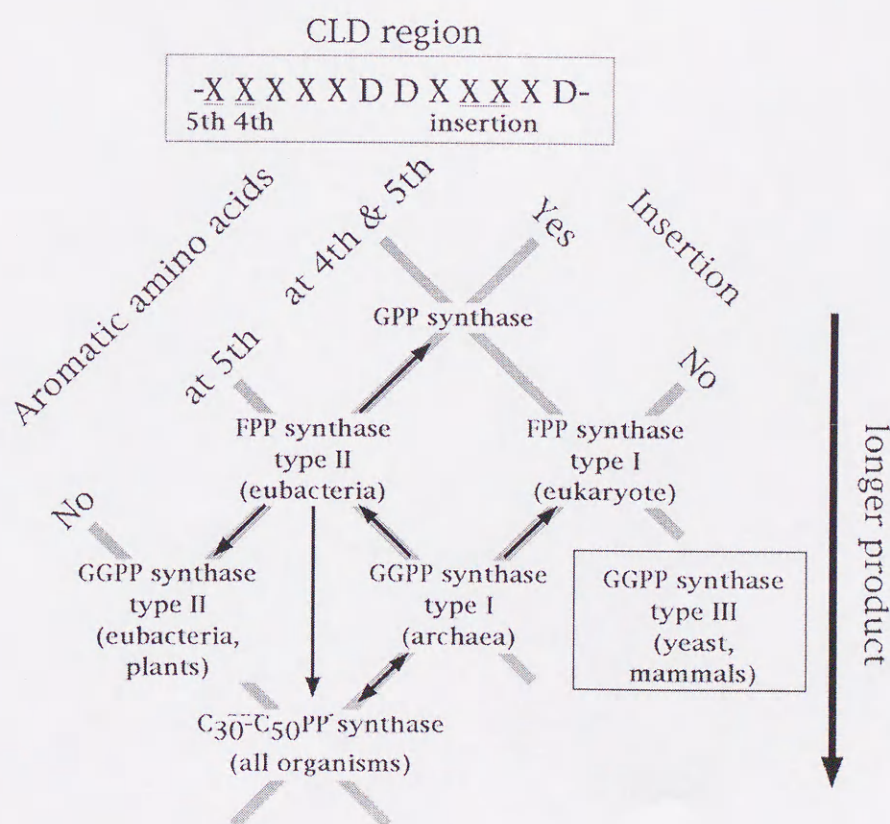 CLD region
-X X X X X D D X X X X D-
5th 4th insertion
Aromatic amino acids
at 4th & 5th
Yes
Insertion
GPP synthase
at 5th
No
FPP synthase
type II
(eubacteria)
FPP synthase
type I
(eukaryote)
longer product
No
GGPP synthase
type II
(eubacteria,
plants)
GGPP synthase
type I
(archaea)
GGPP synthase
type III
(yeast,
mammals)
C30-C50PP synthase
(all organisms)